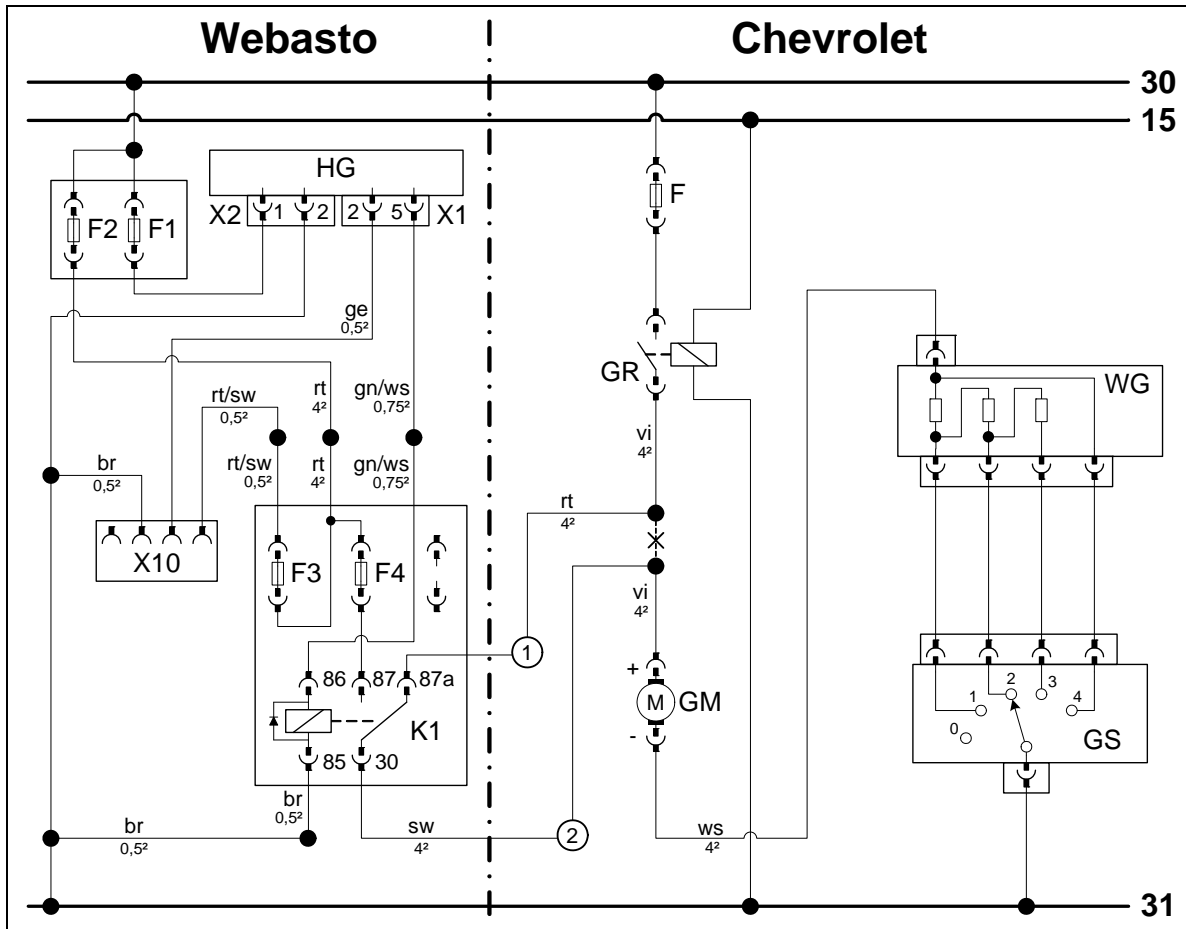 Webasto
Chevrolet
30
15
HG
F
F2
F1
X2
1
2
2
5
X1
ge
0,5²
GR
WG
rt/sw
0,5²
rt
4²
gn/ws
0,75²
vi
4²
br
0,5²
rt/sw
0,5²
rt
4²
gn/ws
0,75²
rt
4²
X10
F3
F4
vi
4²
1
86
87
87a
+
M
GM
-
K1
85
30
0
1
2
3
4
GS
br
0,5²
br
0,5²
sw
4²
2
ws
4²
31